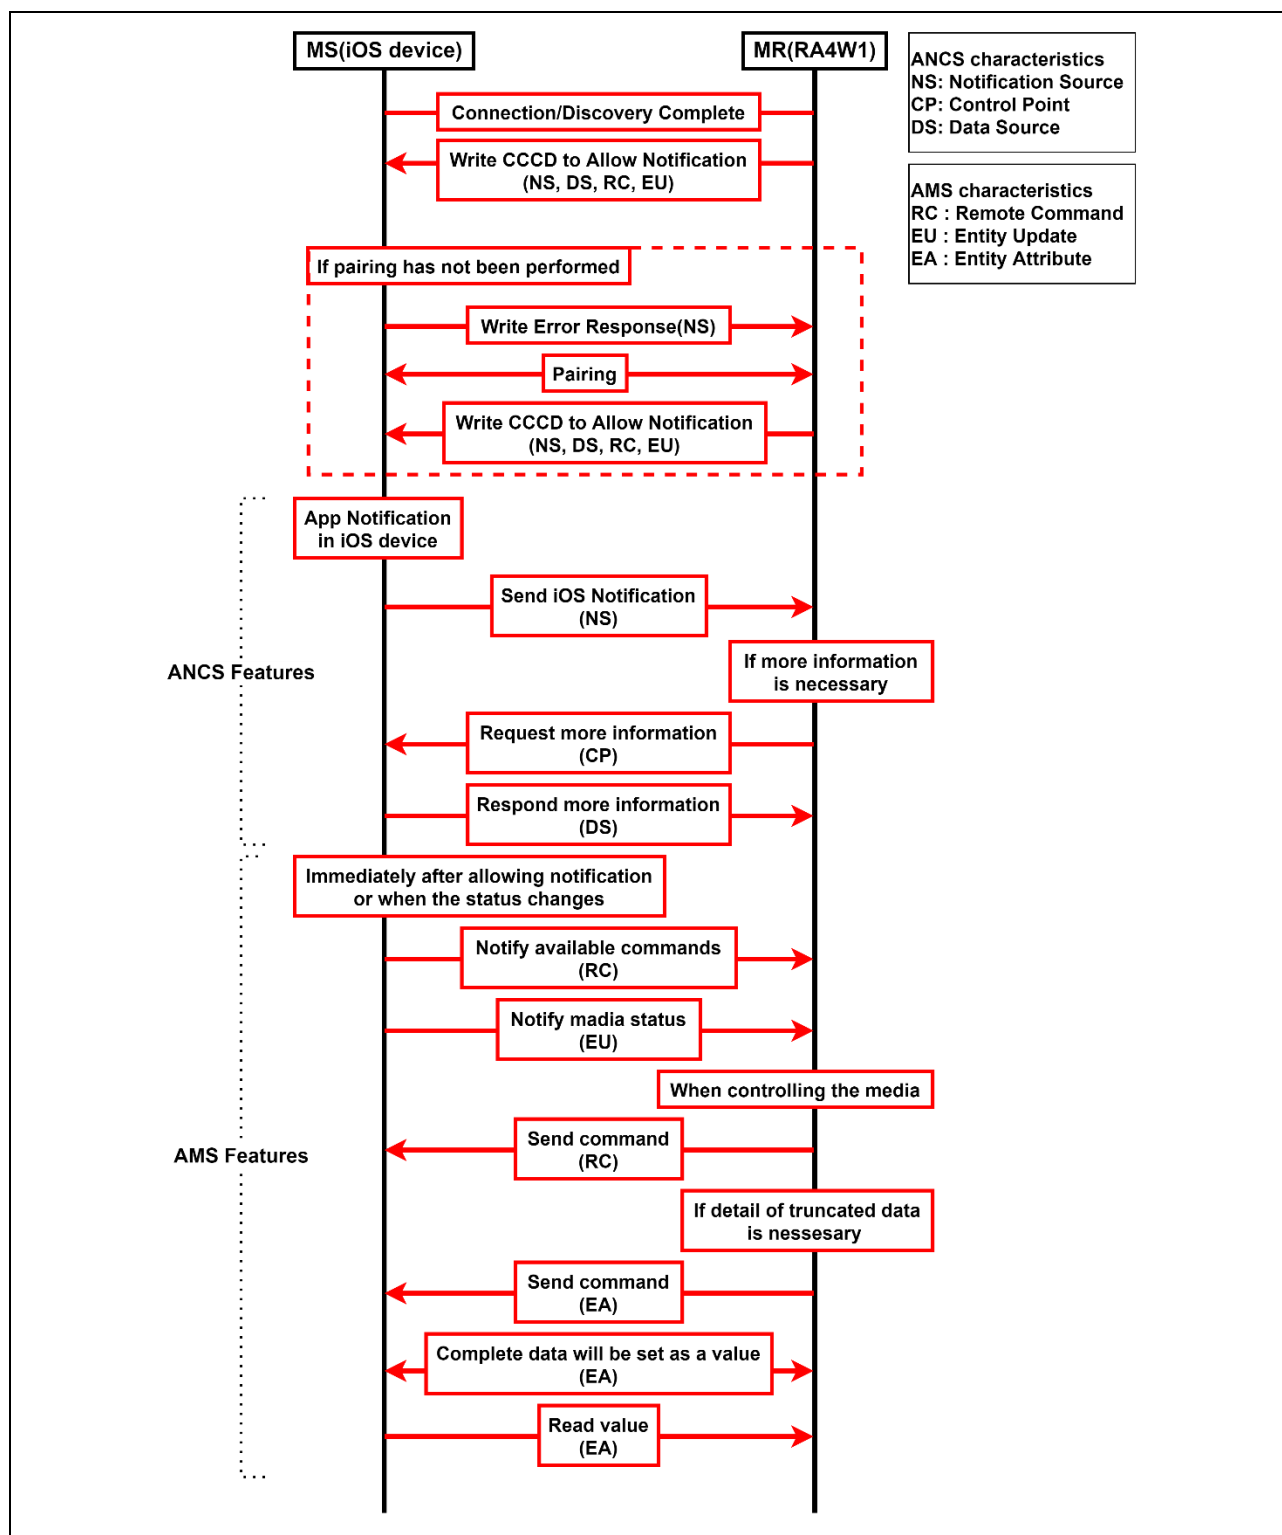 MS(iOS device)
MR(RA4W1)
ANCS characteristics
NS: Notification Source
CP: Control Point
DS: Data Source
AMS characteristics
RC : Remote Command
EU : Entity Update
EA : Entity Attribute
Connection/Discovery Complete
Write CCCD to Allow Notification
(NS, DS, RC, EU)
If pairing has not been performed
Write Error Response(NS)
Pairing
Write CCCD to Allow Notification
(NS, DS, RC, EU)
App Notification
in iOS device
Send iOS Notification
(NS)
ANCS Features
If more information
is necessary
Request more information
(CP)
Respond more information
(DS)
Immediately after allowing notification
or when the status changes
Notify available commands
(RC)
Notify madia status
(EU)
When controlling the media
Send command
(RC)
AMS Features
If detail of truncated data
is nessesary
Send command
(EA)
Complete data will be set as a value
(EA)
Read value
(EA)